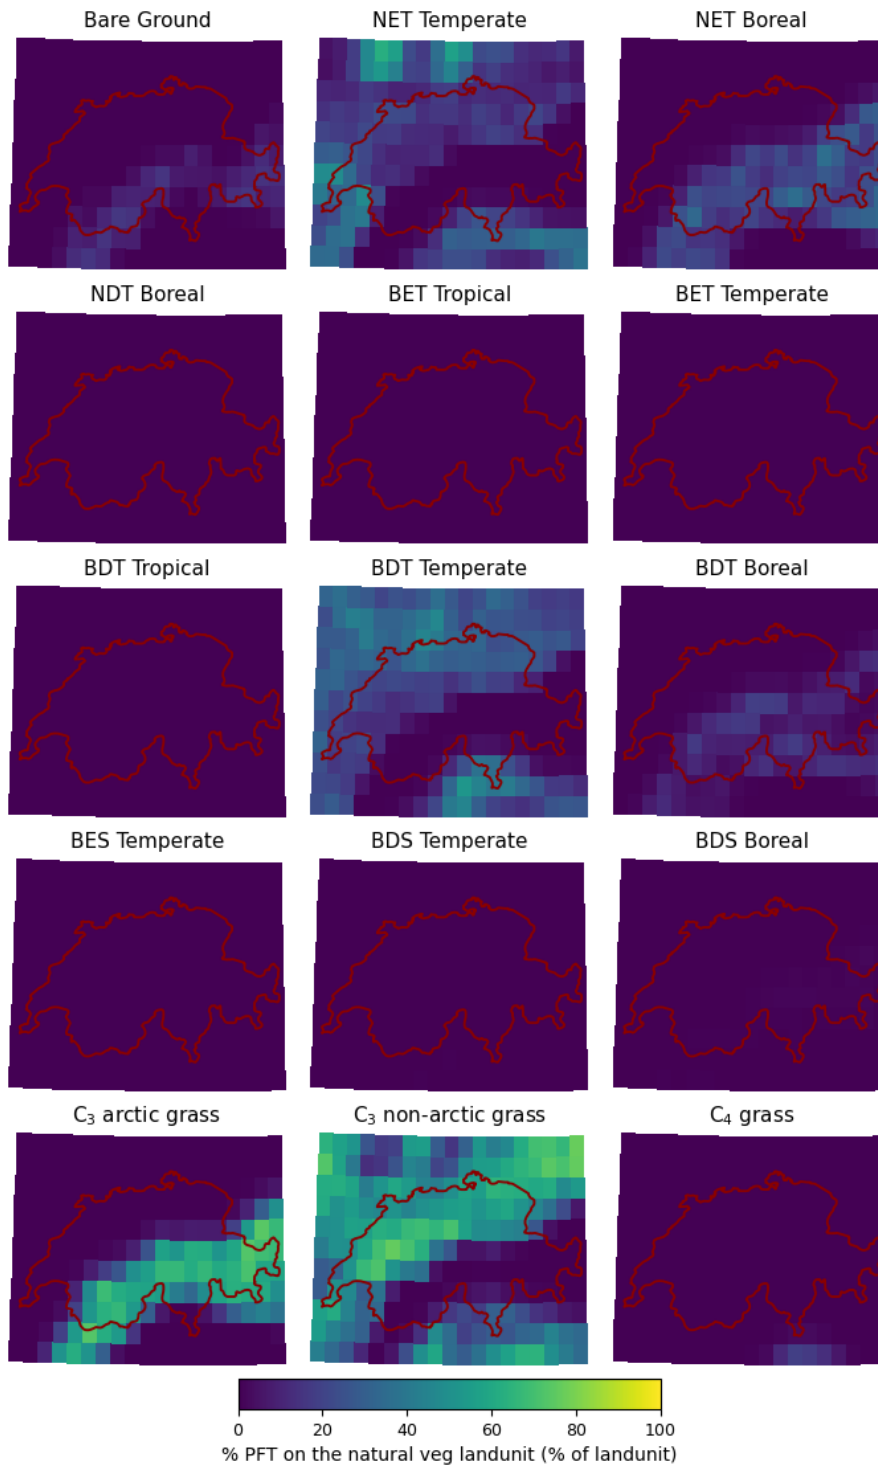 Bare Ground
NET Temperate
NET Boreal
NDT Boreal
BET Tropical
BET Temperate
BDT Tropical
BDT Temperate
BDT Boreal
BES Temperate
BDS Temperate
BDS Boreal
C₃ arctic grass
C₃ non-arctic grass
C₄ grass
0 20 40 60 80 100
% PFT on the natural veg landunit (% of landunit)